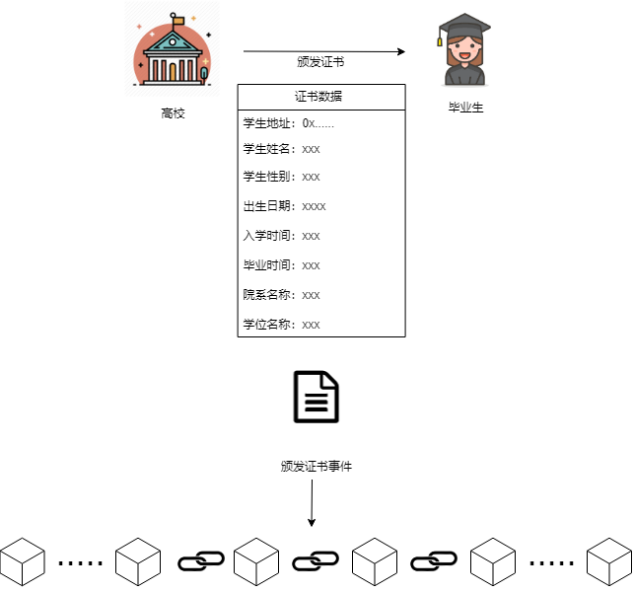 颁发证书
高校
毕业生
证书数据
学生地址：0x......
学生姓名：xxx
学生性别：xxx
出生日期：xxxx
入学时间：xxx
毕业时间：xxx
院系名称：xxx
学位名称：xxx
颁发证书事件